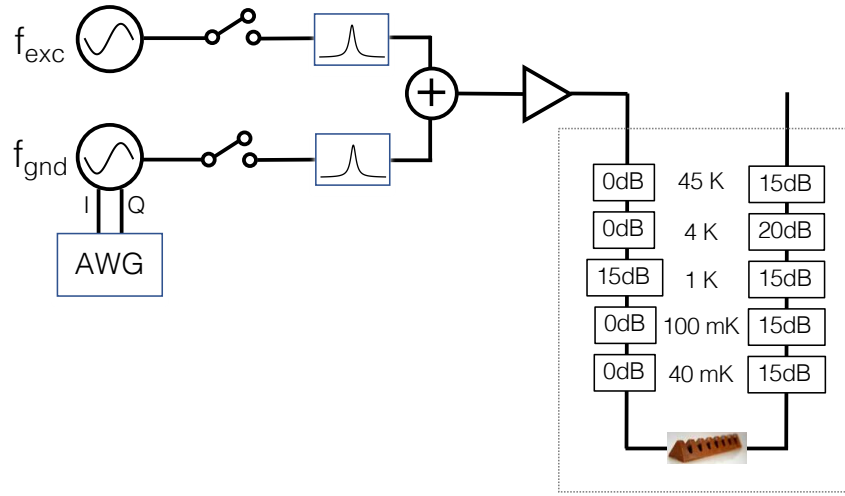 f_exc
f_gnd
I Q
AWG
0dB 45 K 15dB
0dB 4 K 20dB
15dB 1 K 15dB
0dB 100 mK 15dB
0dB 40 mK 15dB